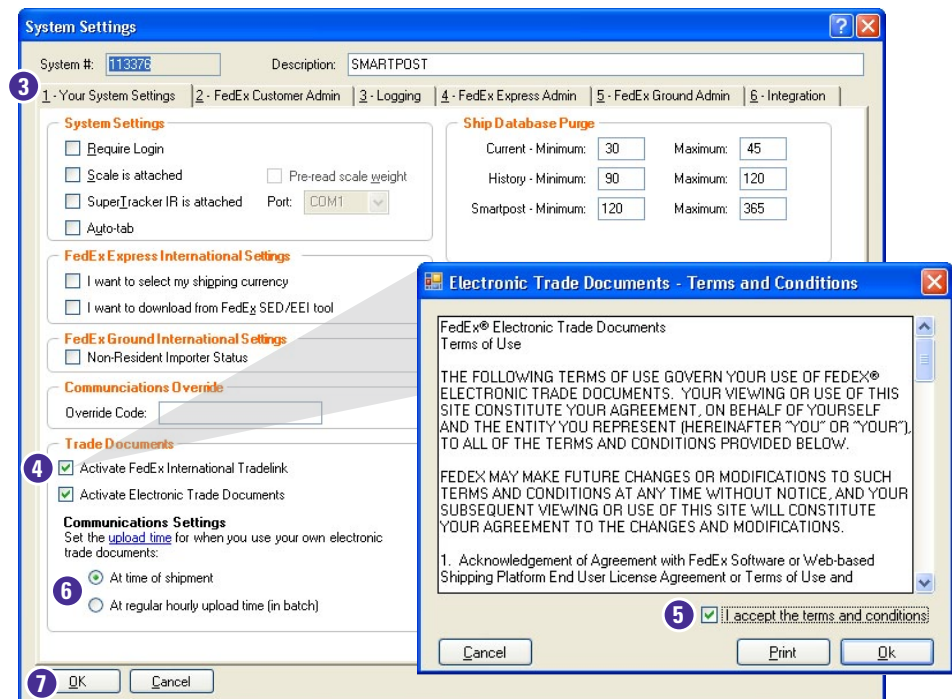 System Settings
System #: 113376 Description: SMARTPOST
3
1 - Your System Settings 2 - FedEx Customer Admin 3 - Logging 4 - FedEx Express Admin 5 - FedEx Ground Admin 6 - Integration
System Settings
Require Login
Scale is attached Pre-read scale weight
SuperTracker IR is attached Port: COM1
Auto-tab
Ship Database Purge
Current - Minimum: 30 Maximum: 45
History - Minimum: 90 Maximum: 120
Smartpost - Minimum: 120 Maximum: 365
FedEx Express International Settings
I want to select my shipping currency
I want to download from FedEx SED/EEI tool
FedEx Ground International Settings
Non-Resident Importer Status
Communciations Override
Override Code:
Trade Documents
4 Activate FedEx International Tradelink
Activate Electronic Trade Documents
Communications Settings
Set the upload time for when you use your own electronic
trade documents:
6
At time of shipment
At regular hourly upload time (in batch)
7 OK Cancel
Electronic Trade Documents - Terms and Conditions
FedEx® Electronic Trade Documents
Terms of Use
THE FOLLOWING TERMS OF USE GOVERN YOUR USE OF FEDEX®
ELECTRONIC TRADE DOCUMENTS. YOUR VIEWING OR USE OF THIS
SITE CONSTITUTE YOUR AGREEMENT, ON BEHALF OF YOURSELF
AND THE ENTITY YOU REPRESENT (HEREINAFTER "YOU" OR "YOUR"),
TO ALL OF THE TERMS AND CONDITIONS PROVIDED BELOW.
FEDEX MAY MAKE FUTURE CHANGES OR MODIFICATIONS TO SUCH
TERMS AND CONDITIONS AT ANY TIME WITHOUT NOTICE, AND YOUR
SUBSEQUENT VIEWING OR USE OF THIS SITE WILL CONSTITUTE
YOUR AGREEMENT TO THE CHANGES AND MODIFICATIONS.
1. Acknowledgement of Agreement with FedEx Software or Web-based
Shipping Platform End User License Agreement or Terms of Use and
5 I accept the terms and conditions
Cancel Print Ok